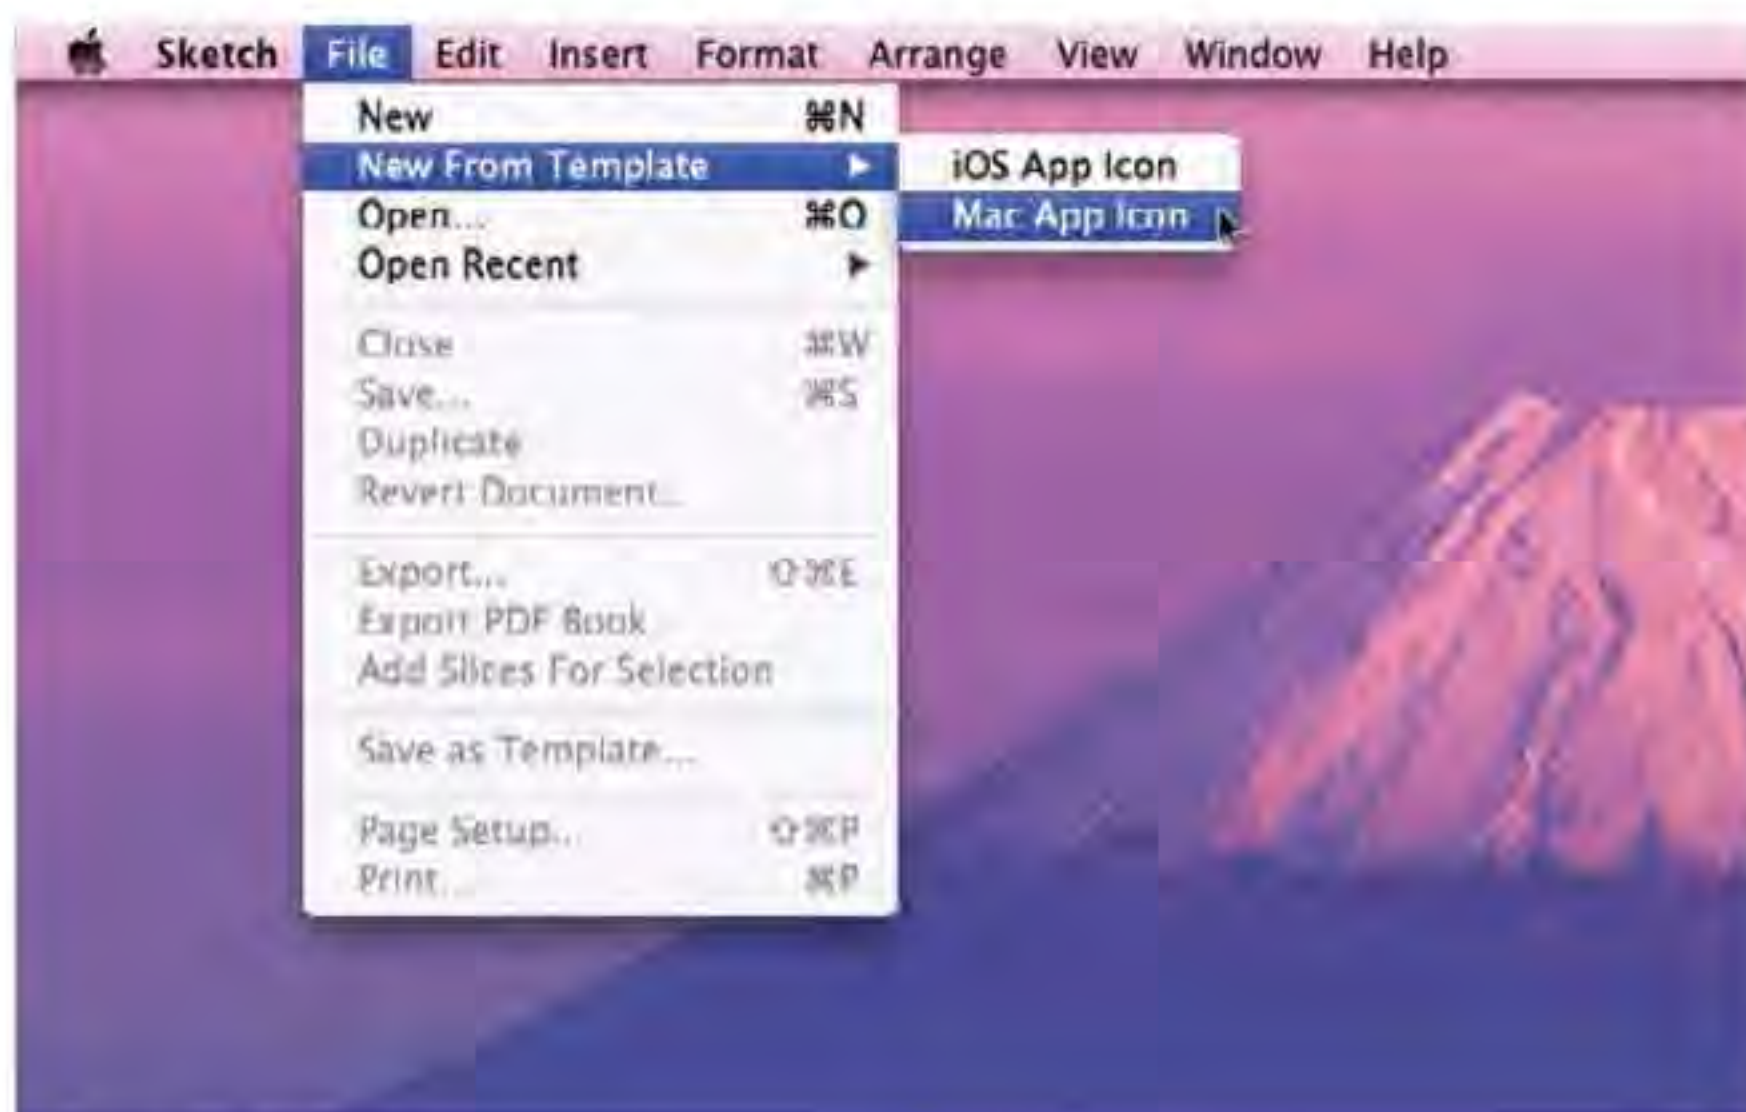 Sketch File Edit Insert Format Arrange View Window Help
New ⌘N
New From Template ▶
iOS App Icon
Mac App Icon
Open... ⌘O
Open Recent ▶
Close ⌘W
Save... ⌘S
Duplicate
Revert Document...
Export... ⇧⌘E
Export PDF Book
Add Slices For Selection
Save as Template...
Page Setup... ⇧⌘P
Print... ⌘P